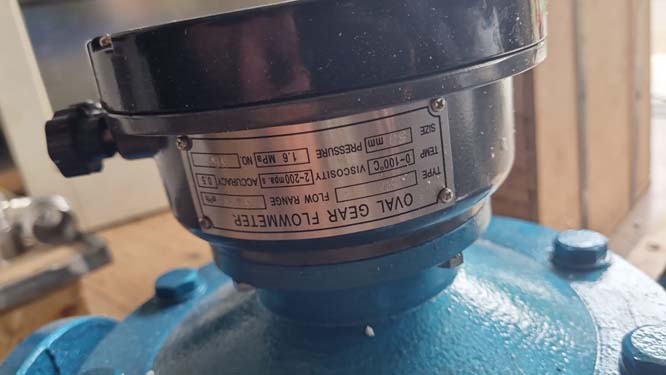 OVAL GEAR FLOWMETER
TYPE FLOW RANGE m³/h
TEMP 0~100°C VISCOSITY 2~200mpa s ACCURACY 0.5
SIZE mm PRESSURE 1.6 MPa NO